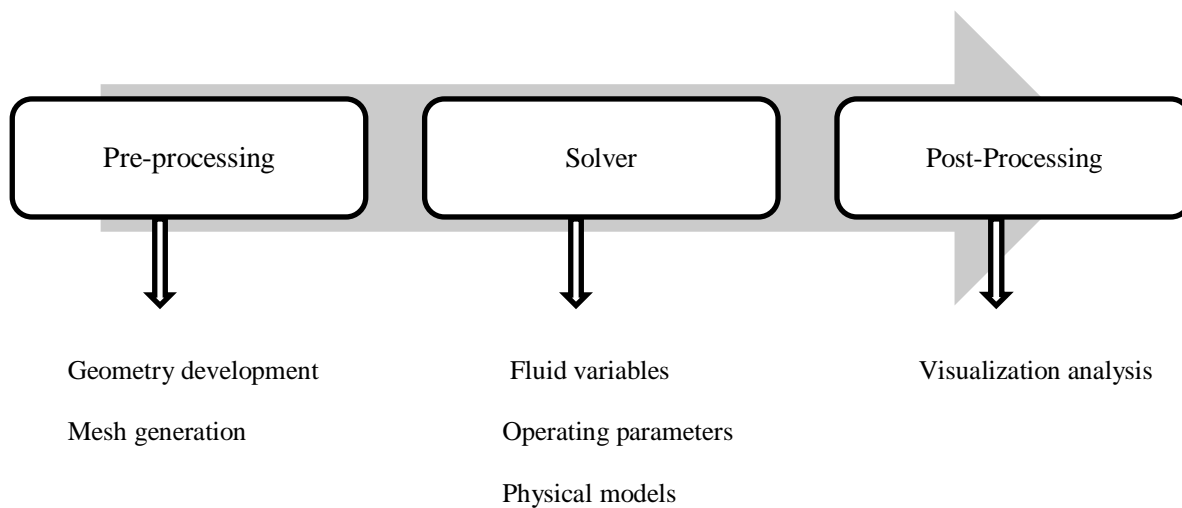 Pre-processing
Solver
Post-Processing
Geometry development
Mesh generation
Fluid variables
Operating parameters
Physical models
Visualization analysis